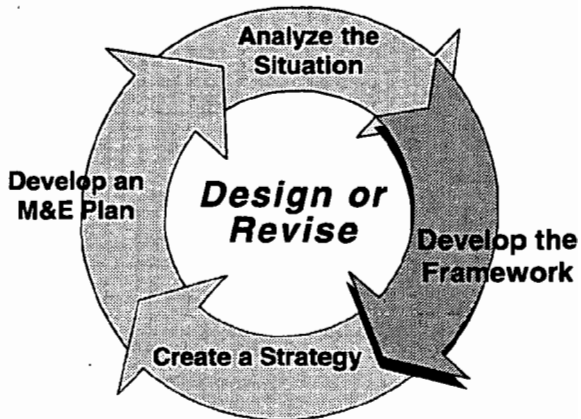 Analyze the
Situation
Develop the
Framework
Create a Strategy
Develop an
M&E Plan
Design or
Revise